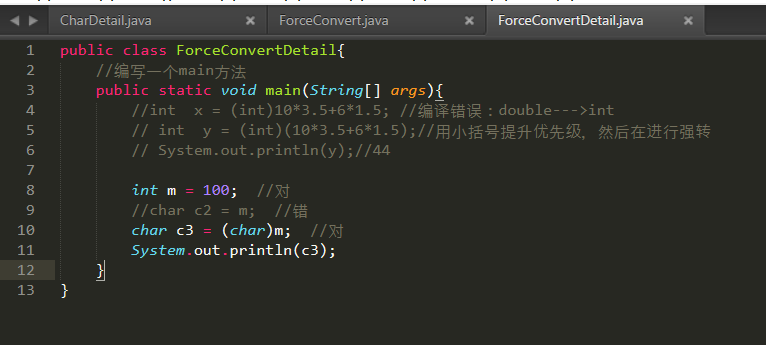 CharDetail.java ForceConvert.java ForceConvertDetail.java
1 public class ForceConvertDetail{
2 //编写一个main方法
3 public static void main(String[] args){
4 //int x = (int)10*3.5+6*1.5; //编译错误：double--->int
5 // int y = (int)(10*3.5+6*1.5);//用小括号提升优先级，然后在进行强转
6 // System.out.println(y);//44
7
8 int m = 100; //对
9 //char c2 = m; //错
10 char c3 = (char)m; //对
11 System.out.println(c3);
12 }
13 }